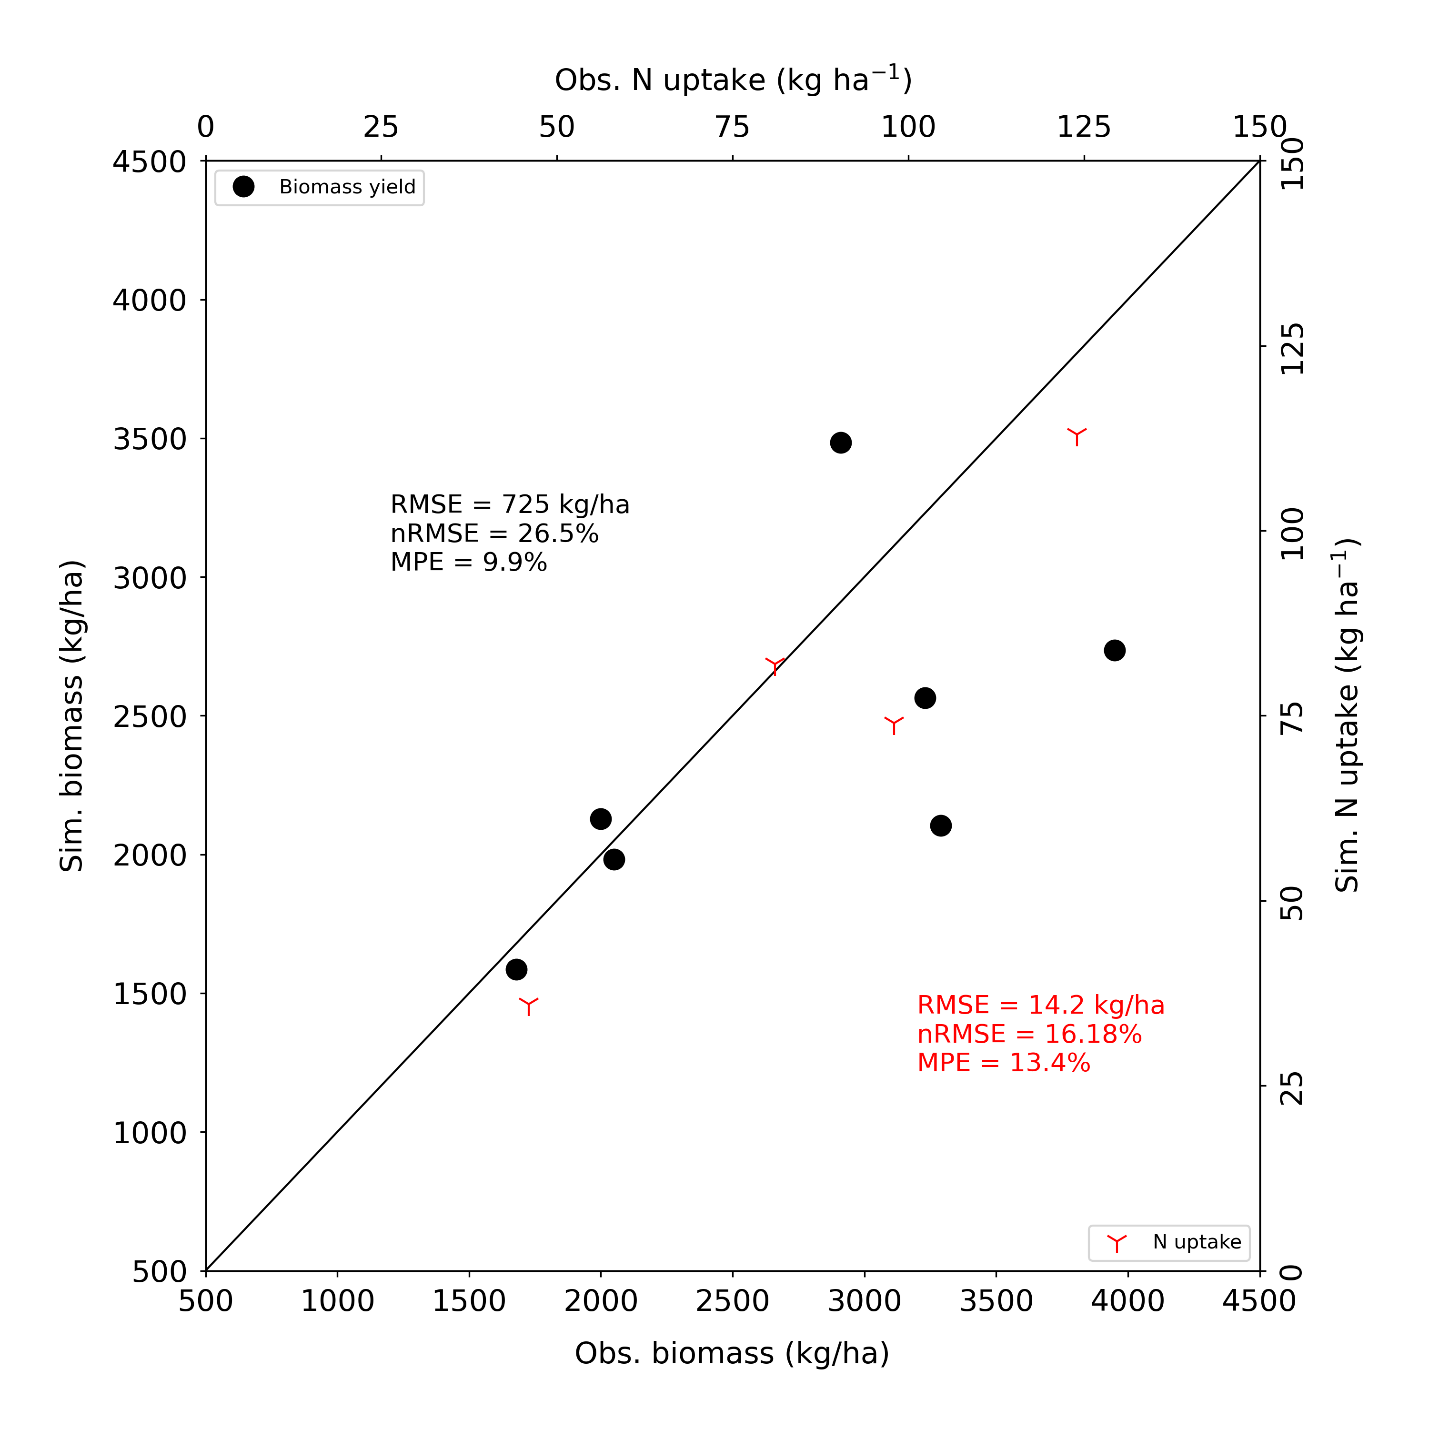 Obs. N uptake (kg ha⁻¹)
0 25 50 75 100 125 150
4500
4000
3500
3000
2500
2000
1500
1000
500
Sim. biomass (kg/ha)
Biomass yield
RMSE = 725 kg/ha
nRMSE = 26.5%
MPE = 9.9%
RMSE = 14.2 kg/ha
nRMSE = 16.18%
MPE = 13.4%
N uptake
150
125
100
75
50
25
0
Sim. N uptake (kg ha⁻¹)
500 1000 1500 2000 2500 3000 3500 4000 4500
Obs. biomass (kg/ha)